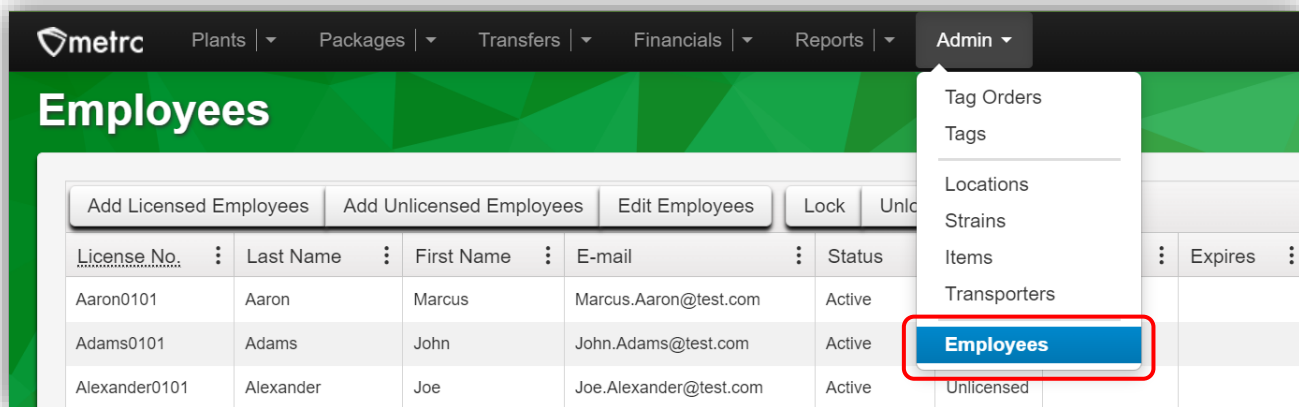 metrc Plants Packages Transfers Financials Reports Admin
Employees
Tag Orders
Tags
Locations
Strains
Items
Transporters
Employees
Add Licensed Employees Add Unlicensed Employees Edit Employees Lock
License No. Last Name First Name E-mail Status Expires
Aaron0101 Aaron Marcus Marcus.Aaron@test.com Active
Adams0101 Adams John John.Adams@test.com Active
Alexander0101 Alexander Joe Joe.Alexander@test.com Active Unlicensed